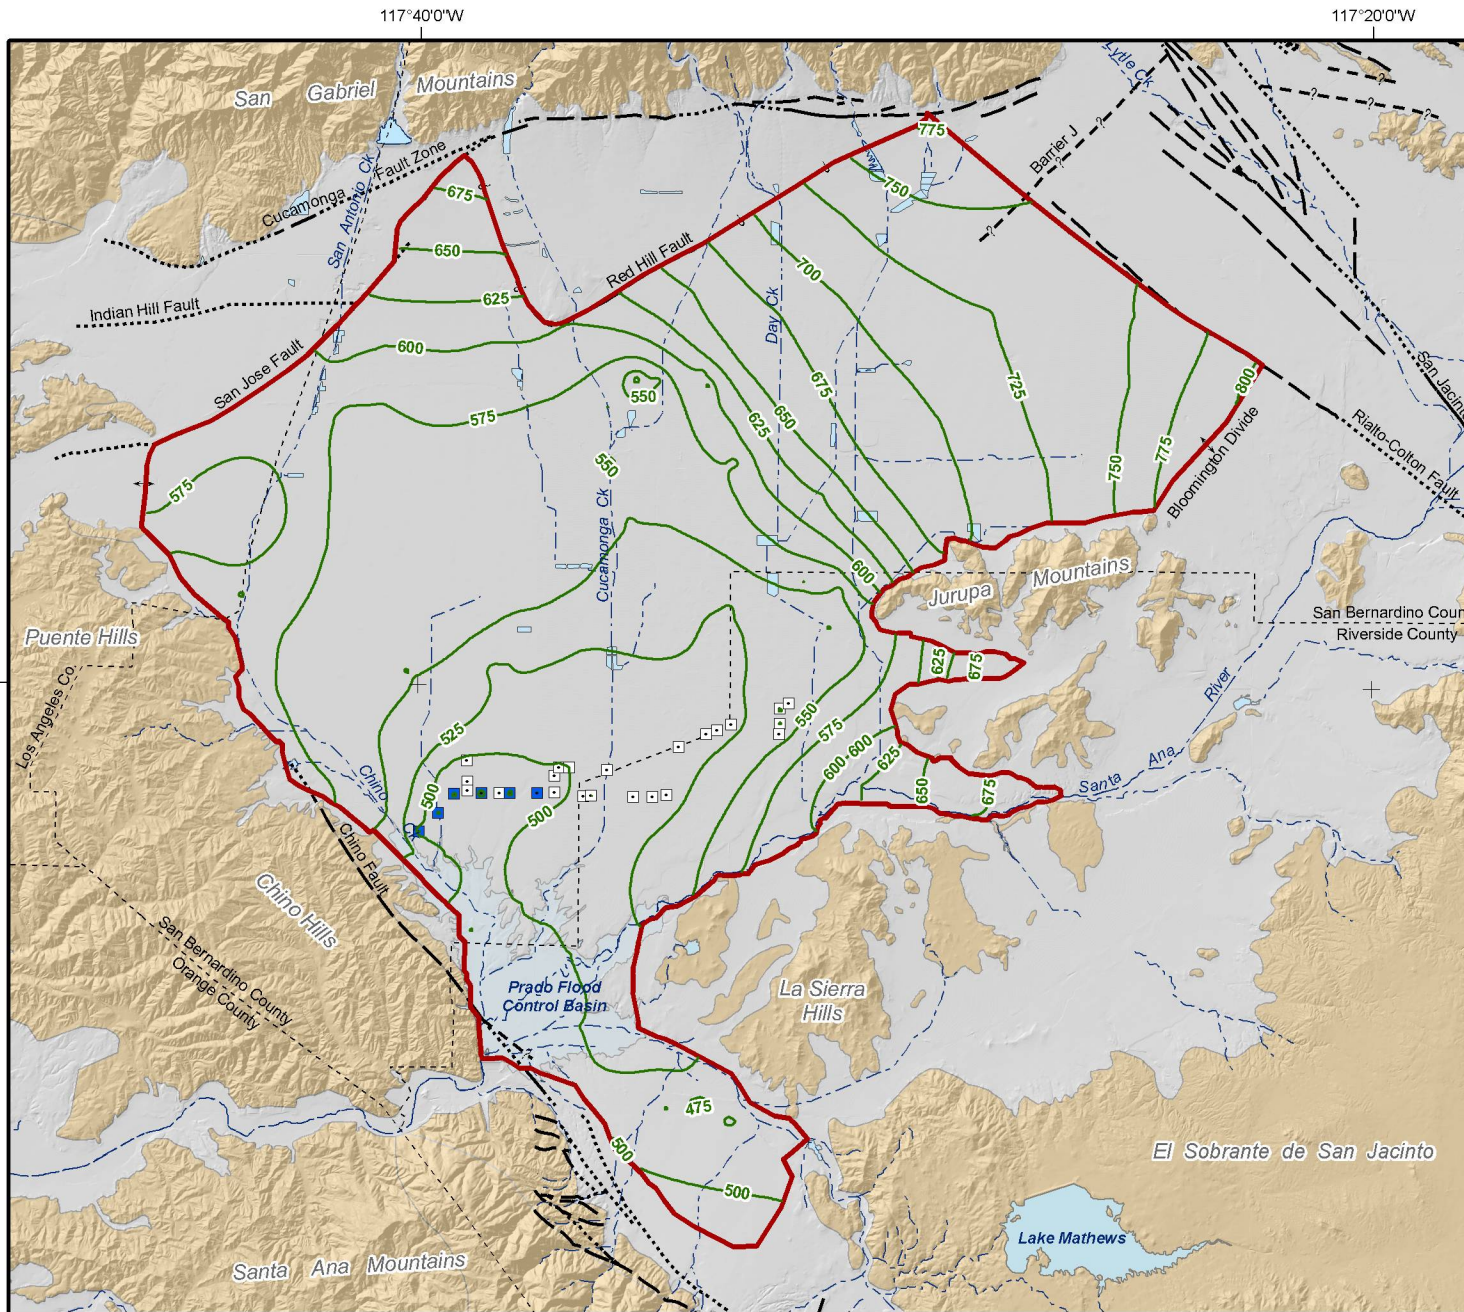 117°40'0"W
117°20'0"W
San Gabriel Mountains
Lytle Ck
775
Barrier J
?
?
?
?
?
?
?
Cucamonga Fault Zone
San Antonio Ck
675
750
650
Red Hill Fault
700
625
Indian Hill Fault
Day Ck
600
San Jose Fault
San Jacinto
675
725
800
550
575
650
625
Rialto-Colton Fault
Bloomington Divide
775
750
550
575
Cucamonga Ck
600
Jurupa Mountains
San Bernardino Coun
Riverside County
Puente Hills
625
675
Los Angeles Co.
River
525
550
575
600
600
625
Santa Ana
Chino
500
650
675
500
Chino Fault
Chino Hills
San Bernardino County
Orange County
Prado Flood
Control Basin
La Sierra
Hills
475
500
El Sobrante de San Jacinto
500
Lake Mathews
Santa Ana Mountains